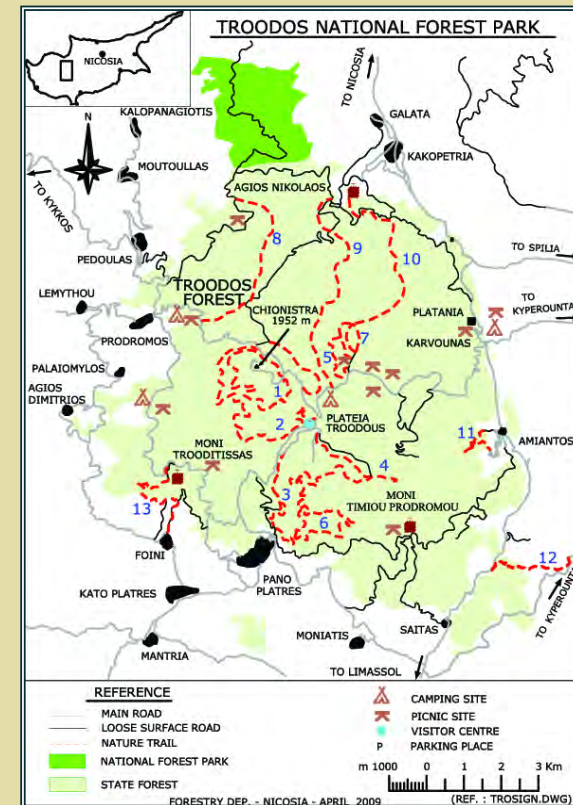 TROODOS NATIONAL FOREST PARK
NICOSIA
TO NICOSIA
KALOPANAGIOTIS
GALATA
KAKOPETRIA
MOUTOULLAS
TO KYKKOS
AGIOS NIKOLAOS
8
9
10
PEDOULAS
TO SPILIA
TROODOS
FOREST
LEMYTHOU
CHIONISTRA
1952 m
PLATANIA
TO
KYPEROUNTA
PRODROMOS
5
7
KARVOUNAS
PALAIOMYLOS
AGIOS
DIMITRIOS
1
2
PLATEIA
TROODOUS
11
AMIANTOS
MONI
TROODITISSAS
4
3
MONI
TIMIOU PRODROMOU
13
6
FOINI
12
PANO
PLATRES
KATO PLATRES
TO KYPEROUNTA
SAITAS
MONIATIS
MANTRIA
TO LIMASSOL
REFERENCE
MAIN ROAD
LOOSE SURFACE ROAD
NATURE TRAIL
NATIONAL FOREST PARK
STATE FOREST
CAMPING SITE
PICNIC SITE
VISITOR CENTRE
P PARKING PLACE
m 1000 0 1 2 3 Km
FORESTRY DEP. - NICOSIA - APRIL 2009 (REF. : TROSIGN.DWG)